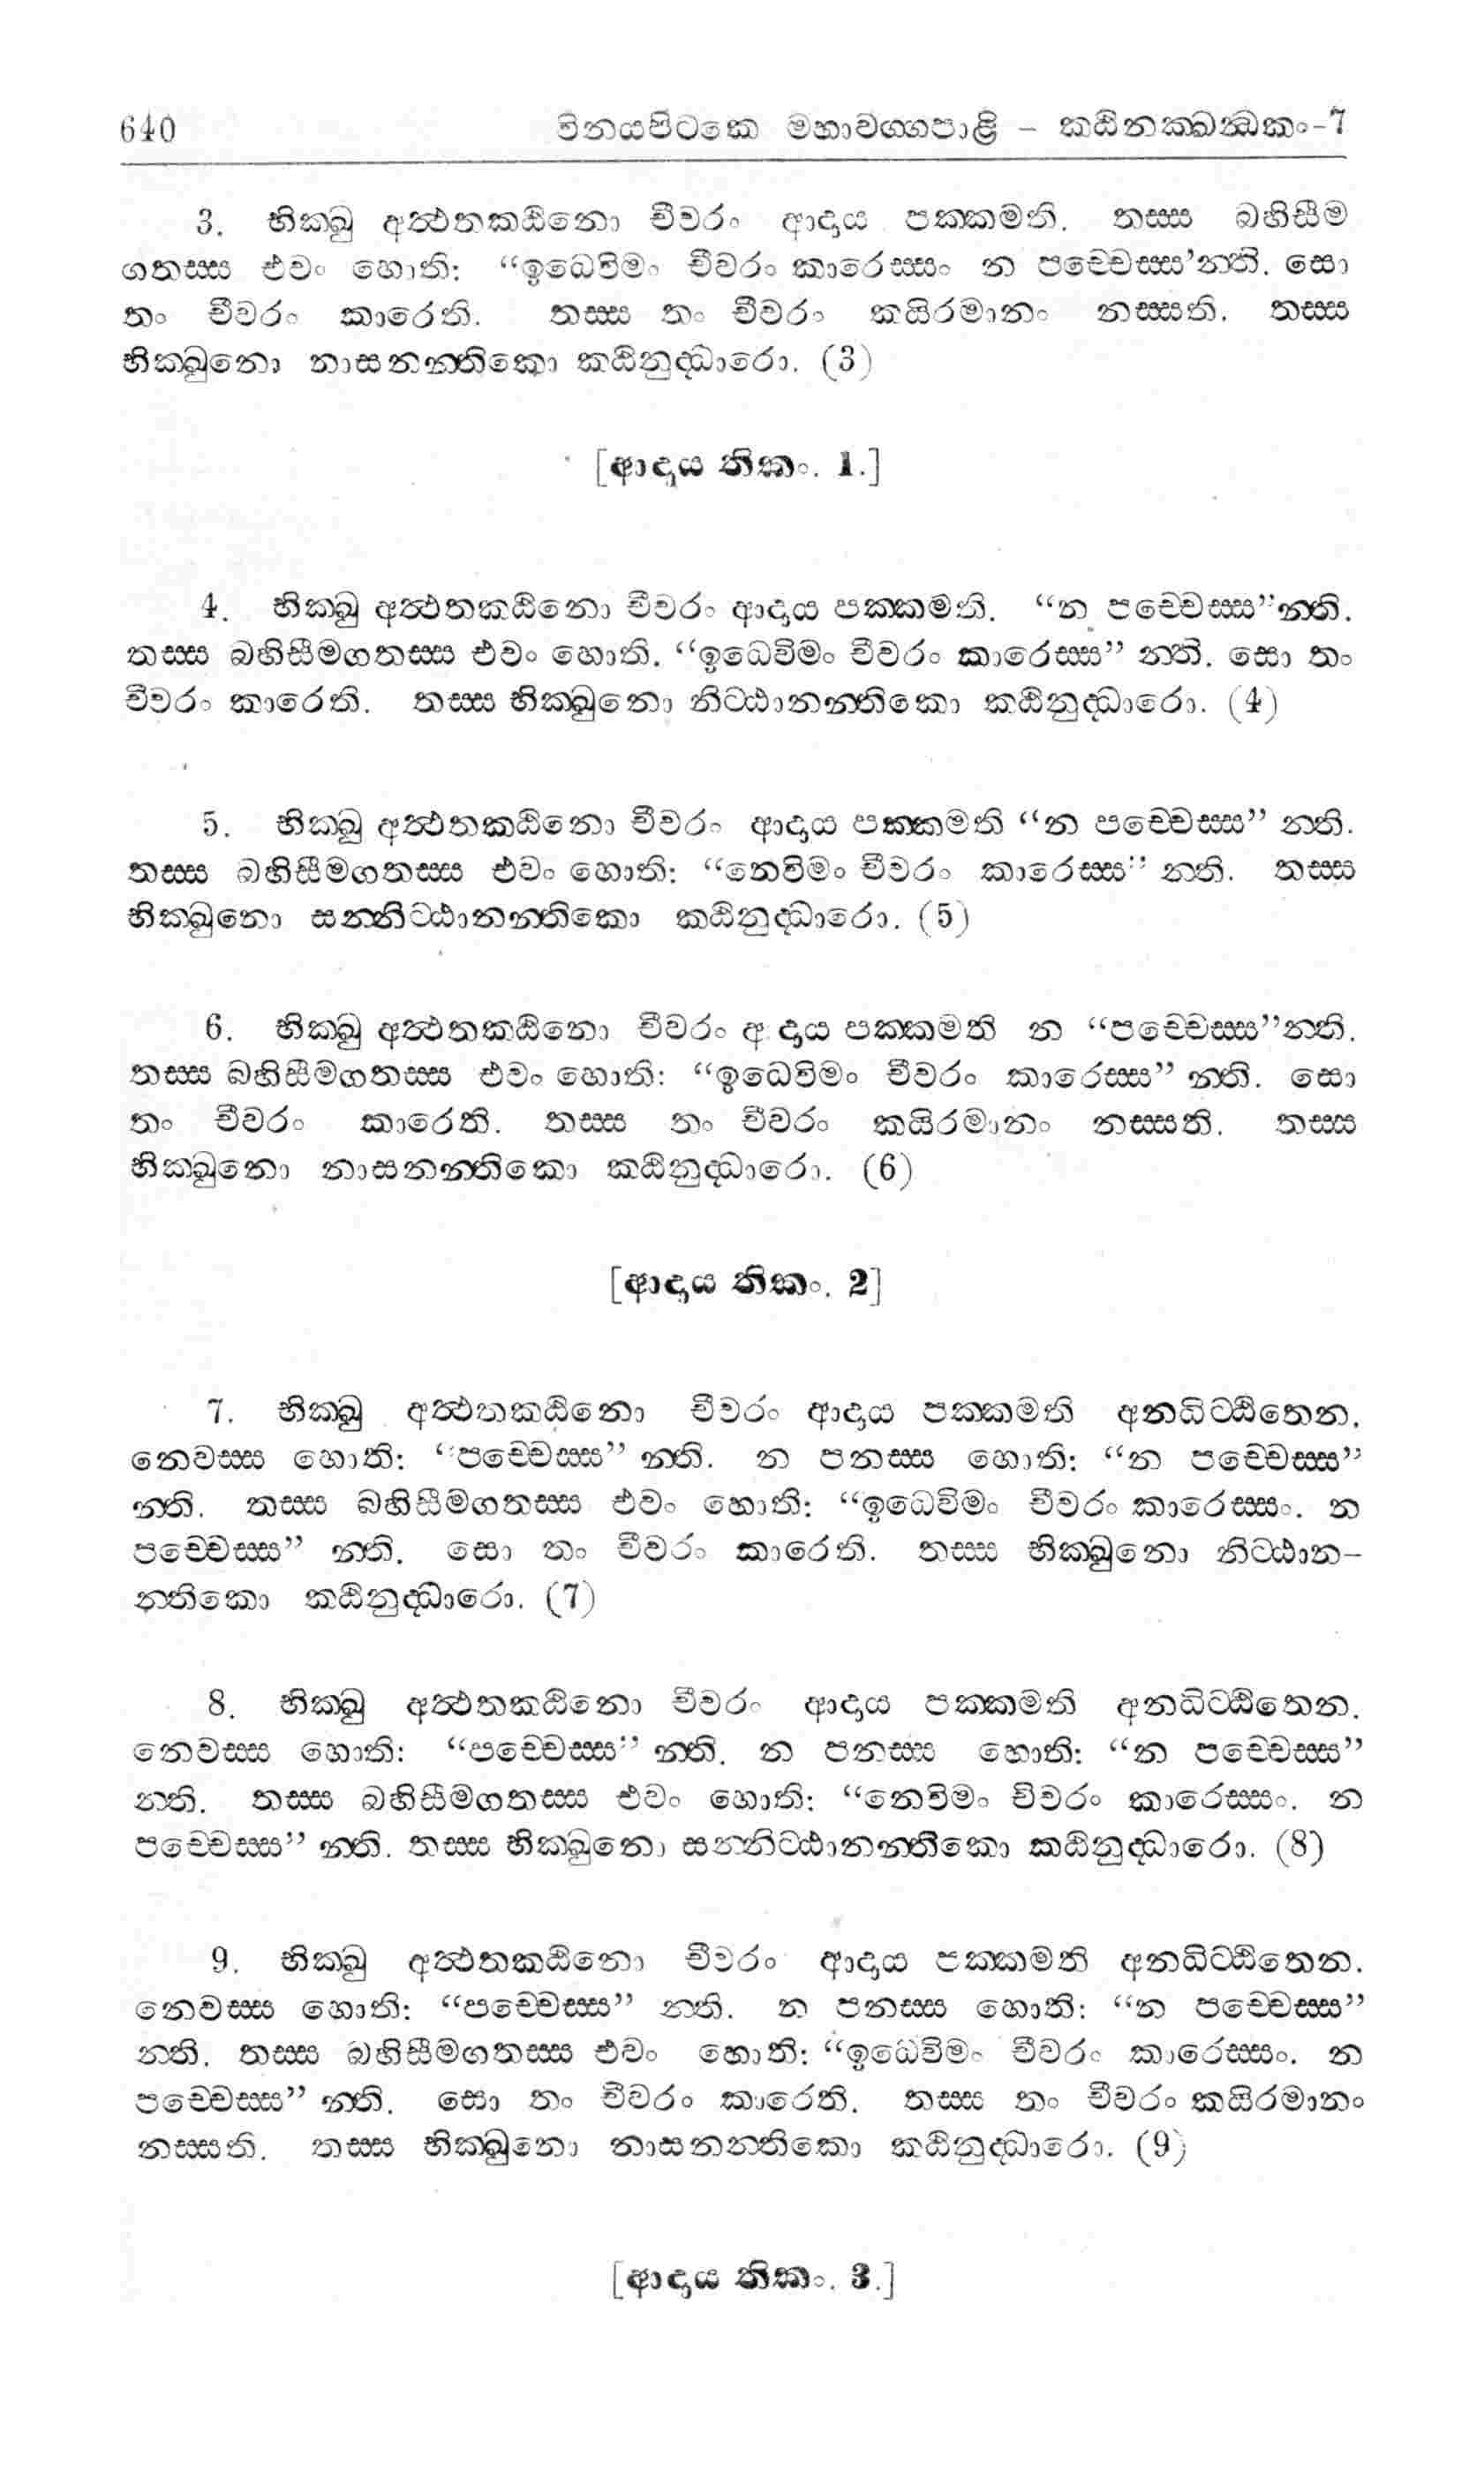 640 විනයපිටකෙ මහාවග්ගපාළි – කඨිනක්ඛන්ධකං-7
3. භික්ඛු අත්ථතකඨිනො චීවරං ආදාය පක්කමති. තස්ස බහිසීම
ගතස්ස එවං හොති: “ඉධෙවිමං චීවරං කාරෙස්සං න පච්චෙස්ස’න්ති. සො
තං චීවරං කාරෙති. තස්ස තං චීවරං කයිරමානං නස්සති. තස්ස
භික්ඛුනො නාසනන්තිකො කඨිනුද්ධාරො. (3)
[ආදාය තිකං. 1.]
4. භික්ඛු අත්ථතකඨිනො චීවරං ආදාය පක්කමති. “න පච්චෙස්ස”න්ති.
තස්ස බහිසීමගතස්ස එවං හොති. “ඉධෙවිමං චීවරං කාරෙස්ස” න්ති. සො තං
චීවරං කාරෙති. තස්ස භික්ඛුනො නිට්ඨානන්තිකො කඨිනුද්ධාරො. (4)
5. භික්ඛු අත්ථතකඨිනො චීවරං ආදාය පක්කමති “න පච්චෙස්ස” න්ති.
තස්ස බහිසීමගතස්ස එවං හොති: “නෙවිමං චීවරං කාරෙස්ස” න්ති. තස්ස
භික්ඛුනො සන්නිට්ඨානන්තිකො කඨිනුද්ධාරො. (5)
6. භික්ඛු අත්ථතකඨිනො චීවරං ආදාය පක්කමති න “පච්චෙස්ස”න්ති.
තස්ස බහිසීමගතස්ස එවං හොති: “ඉධෙවිමං චීවරං කාරෙස්ස” න්ති. සො
තං චීවරං කාරෙති. තස්ස තං චීවරං කයිරමානං නස්සති. තස්ස
භික්ඛුනො නාසනන්තිකො කඨිනුද්ධාරො. (6)
[ආදාය තිකං. 2]
7. භික්ඛු අත්ථතකඨිනො චීවරං ආදාය පක්කමති අනධිට්ඨිතෙන.
නෙවස්ස හොති: “පච්චෙස්ස” න්ති. න පනස්ස හොති: “න පච්චෙස්ස”
න්ති. තස්ස බහිසීමගතස්ස එවං හොති: “ඉධෙවිමං චීවරං කාරෙස්සං. න
පච්චෙස්ස” න්ති. සො තං චීවරං කාරෙති. තස්ස භික්ඛුනො නිට්ඨාන–
න්තිකො කඨිනුද්ධාරො. (7)
8. භික්ඛු අත්ථතකඨිනො චීවරං ආදාය පක්කමති අනධිට්ඨිතෙන.
නෙවස්ස හොති: “පච්චෙස්ස” න්ති. න පනස්ස හොති: “න පච්චෙස්ස”
න්ති. තස්ස බහිසීමගතස්ස එවං හොති: “නෙවිමං චිවරං කාරෙස්සං. න
පච්චෙස්ස” න්ති. තස්ස භික්ඛුනො සන්නිට්ඨානන්තිකො කඨිනුද්ධාරො. (8)
9. භික්ඛු අත්ථතකඨිනො චීවරං ආදාය පක්කමති අනධිට්ඨිතෙන.
නෙවස්ස හොති: “පච්චෙස්ස” න්ති. න පනස්ස හොති: “න පච්චෙස්ස”
න්ති. තස්ස බහිසීමගතස්ස එවං හොති: “ඉධෙවිමං චීවරං කාරෙස්සං. න
පච්චෙස්ස” න්ති. සො තං චීවරං කාරෙති. තස්ස තං චීවරං කයිරමානං
නස්සති. තස්ස භික්ඛුනො නාසනන්තිකො කඨිනුද්ධාරො. (9)
[ආදාය තිකං. 3.]